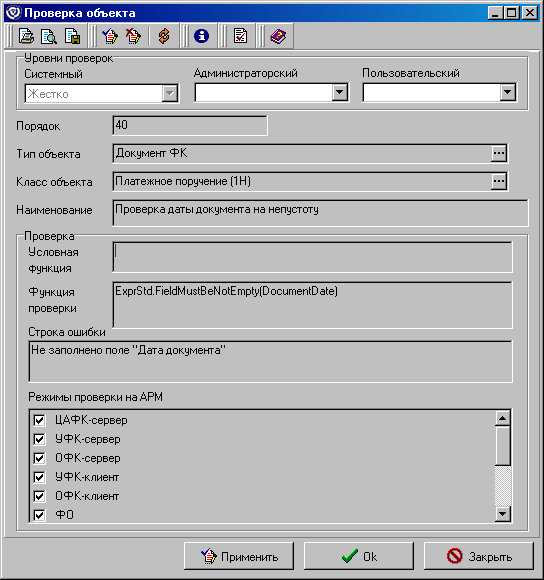 Проверка объекта
Уровни проверок
Системный Администраторский Пользовательский
Жестко
Порядок 40
Тип объекта Документ ФК ...
Класс объекта Платежное поручение (1Н) ...
Наименование Проверка даты документа на непустоту
Проверка
Условная
функция
Функция ExprStd.FieldMustBeNotEmpty(DocumentDate)
проверки
Строка ошибки
Не заполнено поле "Дата документа"
Режимы проверки на АРМ
ЦАФК-сервер
УФК-сервер
ОФК-сервер
УФК-клиент
ОФК-клиент
ФО
Применить Ok Закрыть